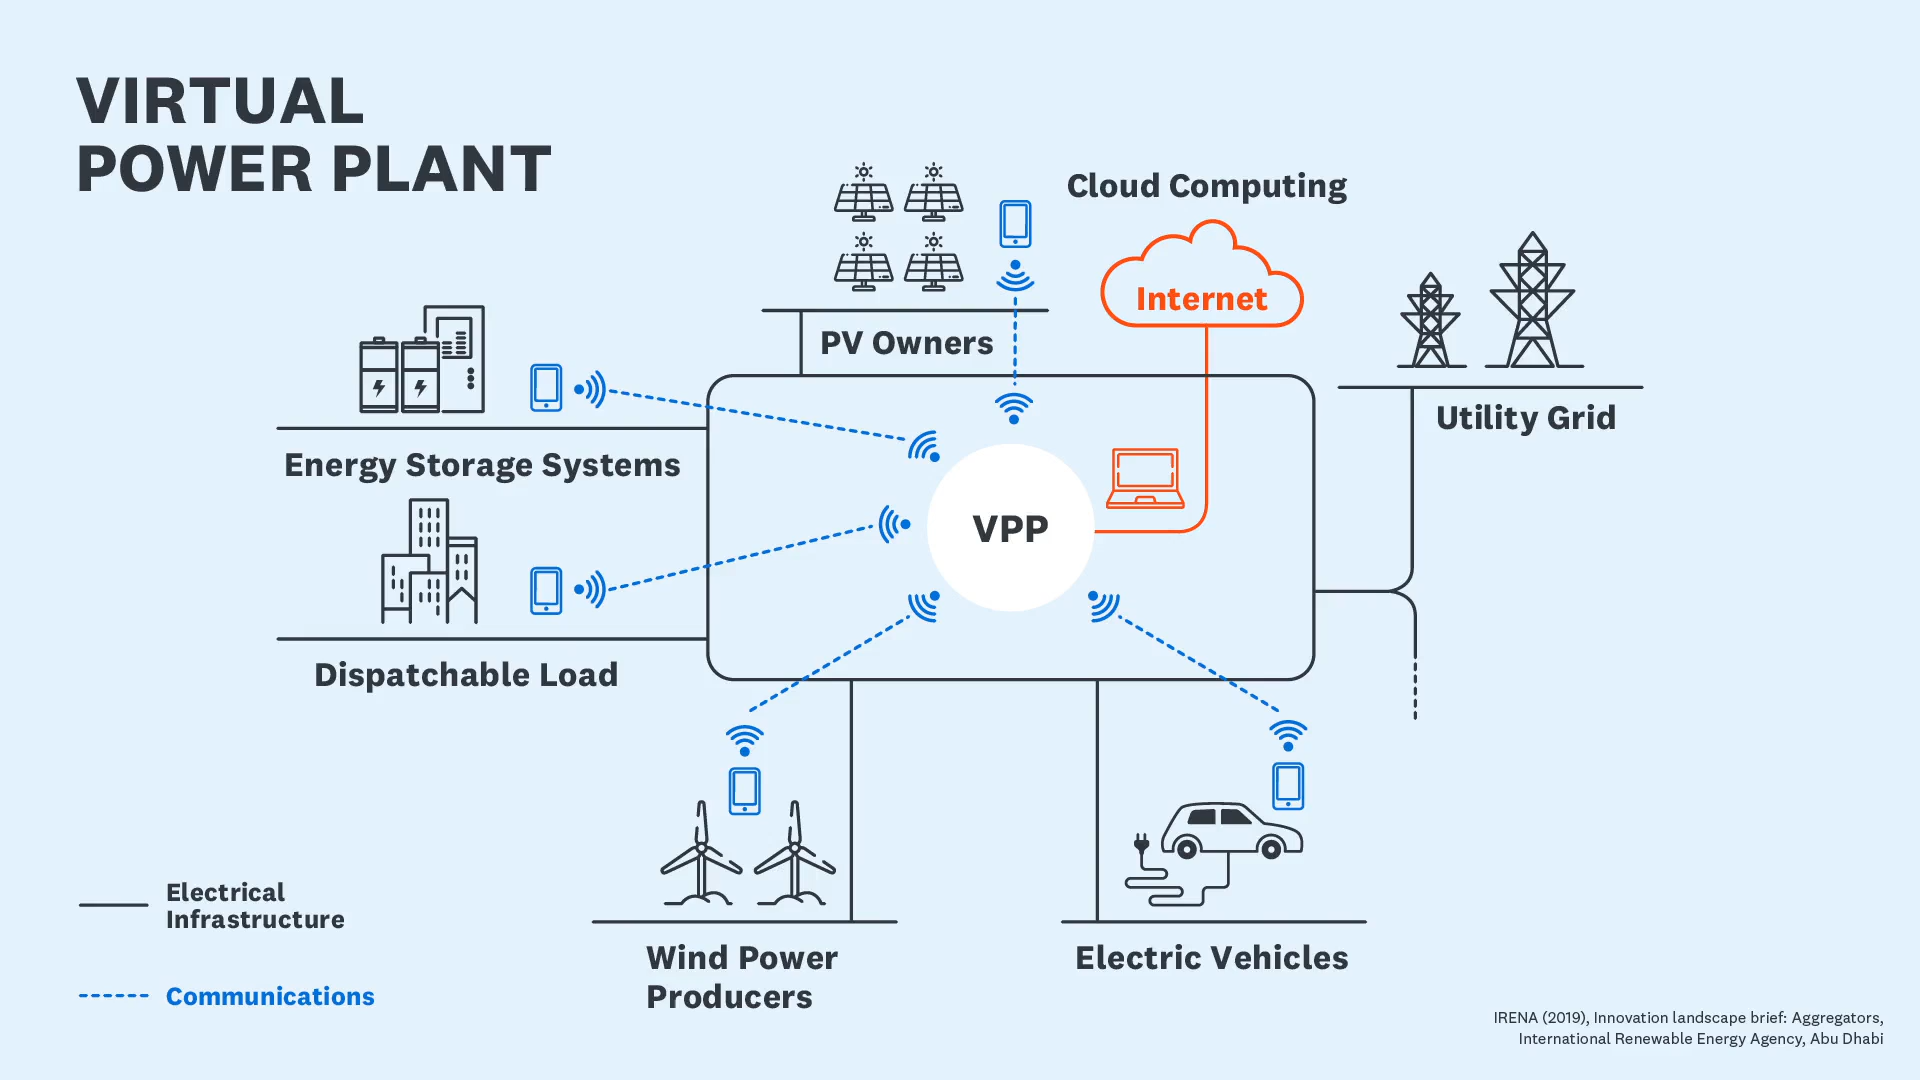 VIRTUAL
POWER PLANT
Cloud Computing
Internet
PV Owners
Utility Grid
Energy Storage Systems
VPP
Dispatchable Load
Electrical
Infrastructure
Wind Power
Producers
Electric Vehicles
Communications
IRENA (2019), Innovation landscape brief: Aggregators,
International Renewable Energy Agency, Abu Dhabi